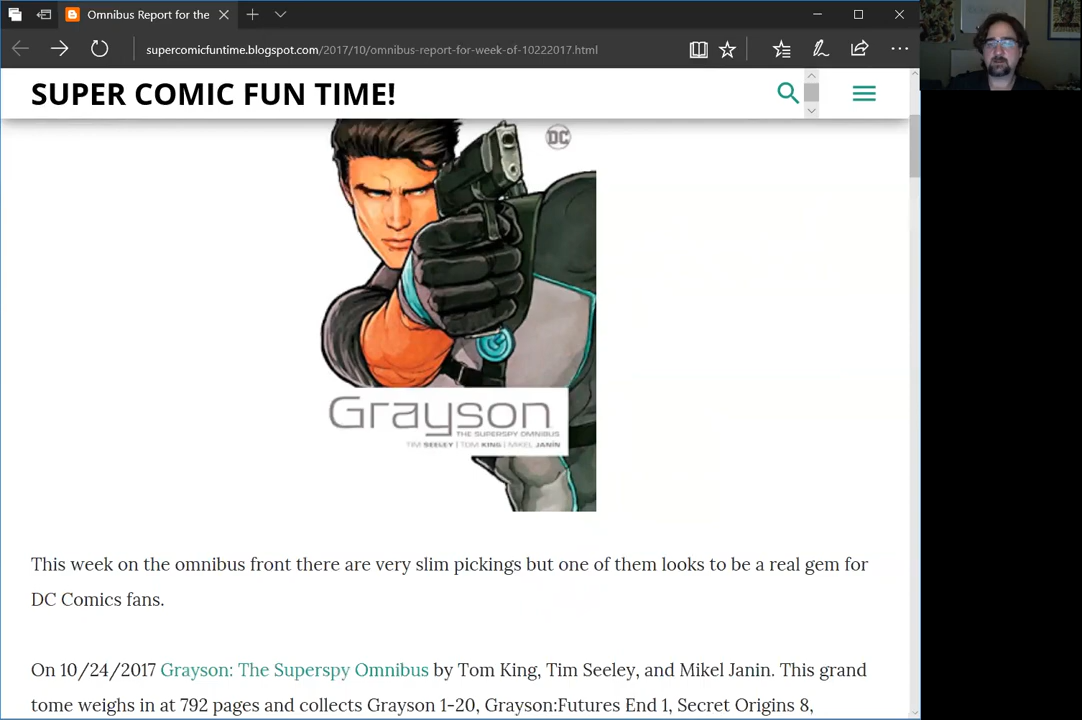 Omnibus Report for the
supercomicfuntime.blogspot.com/2017/10/omnibus-report-for-week-of-10222017.html
SUPER COMIC FUN TIME!
DC
Grayson
THE SUPERSPY OMNIBUS
TIM SEELEY | TOM KING | MIKEL JANÍN
This week on the omnibus front there are very slim pickings but one of them looks to be a real gem for
DC Comics fans.
On 10/24/2017 Grayson: The Superspy Omnibus by Tom King, Tim Seeley, and Mikel Janin. This grand
tome weighs in at 792 pages and collects Grayson 1-20, Grayson:Futures End 1, Secret Origins 8,